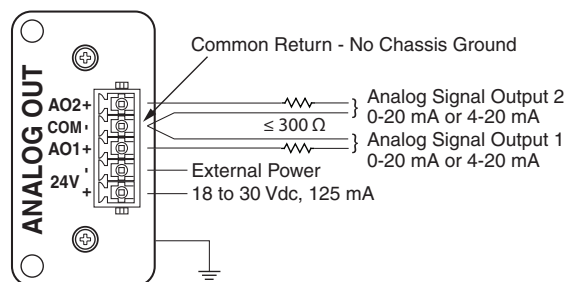 Common Return - No Chassis Ground
ANALOG OUT
AO2+
COM-
AO1+
24V
-
+
≤ 300 Ω
Analog Signal Output 2
0-20 mA or 4-20 mA
Analog Signal Output 1
0-20 mA or 4-20 mA
External Power
18 to 30 Vdc, 125 mA